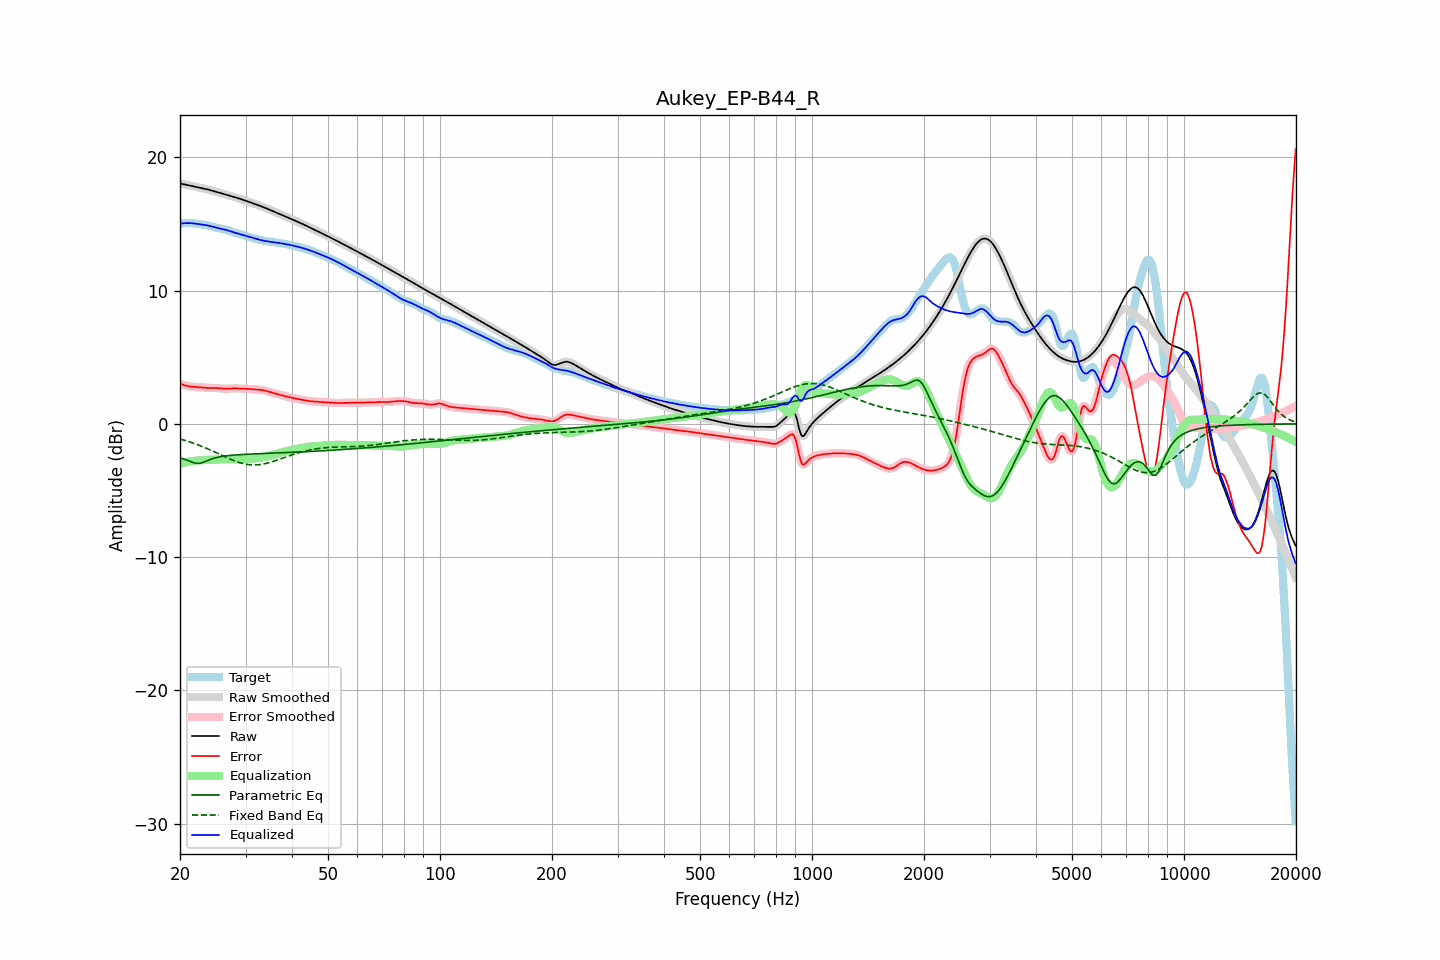 Aukey_EP-B44_R
20
10
0
−10
−20
−30
Amplitude (dBr)
Target
Raw Smoothed
Error Smoothed
Raw
Error
Equalization
Parametric Eq
Fixed Band Eq
Equalized
20 50 100 200 500 1000 2000 5000 10000 20000
Frequency (Hz)